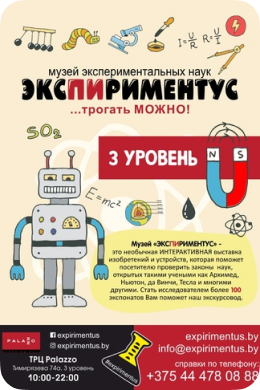 I=U/R R=U/I
музей экспериментальных наук
ЭКСПИРИМЕНТУС
...трогать МОЖНО!
SO₂
3 УРОВЕНЬ
N S
E=mc²
Музей «ЭКСПИРИМЕНТУС» -
это необычная ИНТЕРАКТИВНАЯ выставка
изобретений и устройств, которая поможет
посетителю проверить законы наук,
открытых такими учеными как Архимед,
Ньютон, да Винчи, Тесла и многими
другими. Стать исследователем более 100
экспонатов Вам поможет наш экскурсовод.
PALAZZO
expirimentus
expirimentus.by
ТРЦ Palazzo
Тимирязева 74а, 3 уровень
10:00-22:00
#expirimentus
expirimentus.by
info@expirimentus.by
справки по телефону:
+375 44 478 08 88